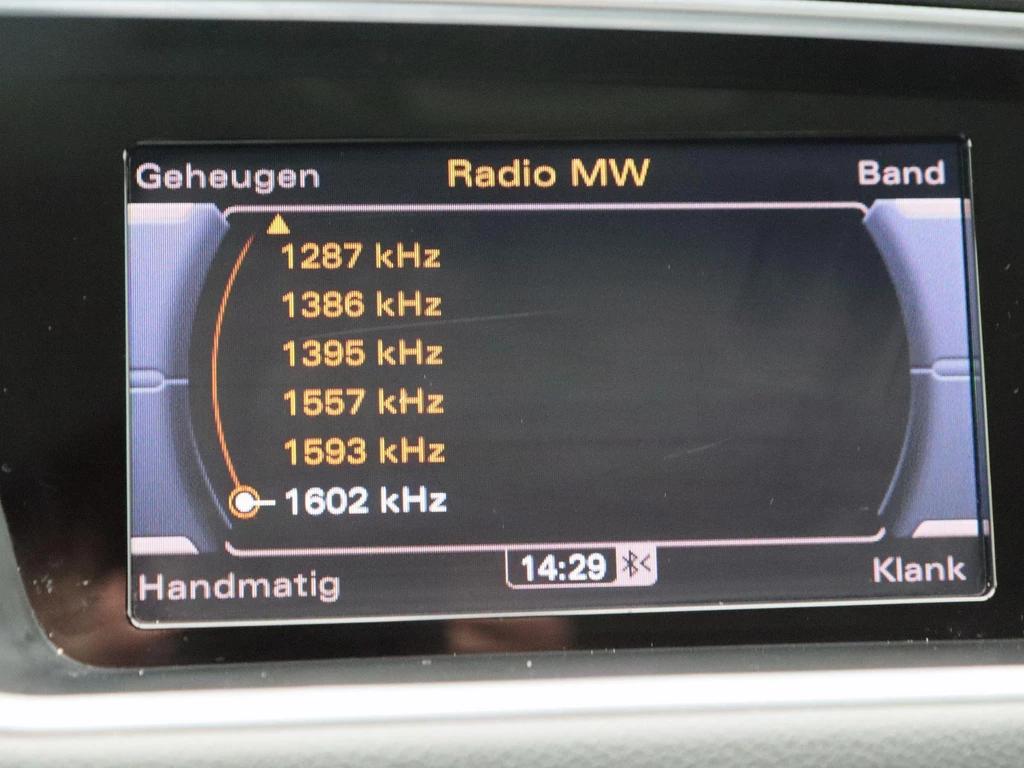 Geheugen Radio MW Band
1287 kHz
1386 kHz
1395 kHz
1557 kHz
1593 kHz
1602 kHz
Handmatig 14:29 Klank